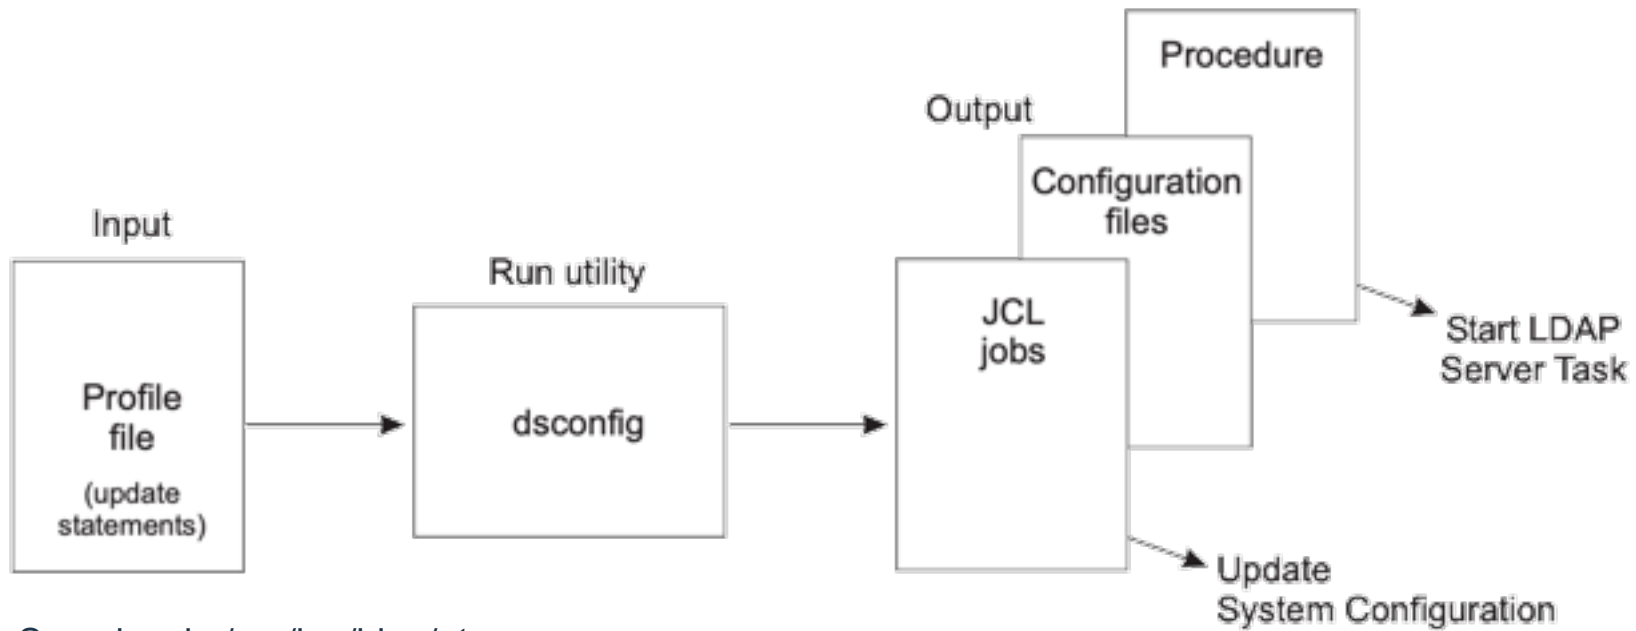 Input
Profile
file
(update
statements)
Run utility
dsconfig
Output
Procedure
Configuration
files
JCL
jobs
Start LDAP
Server Task
Update
System Configuration